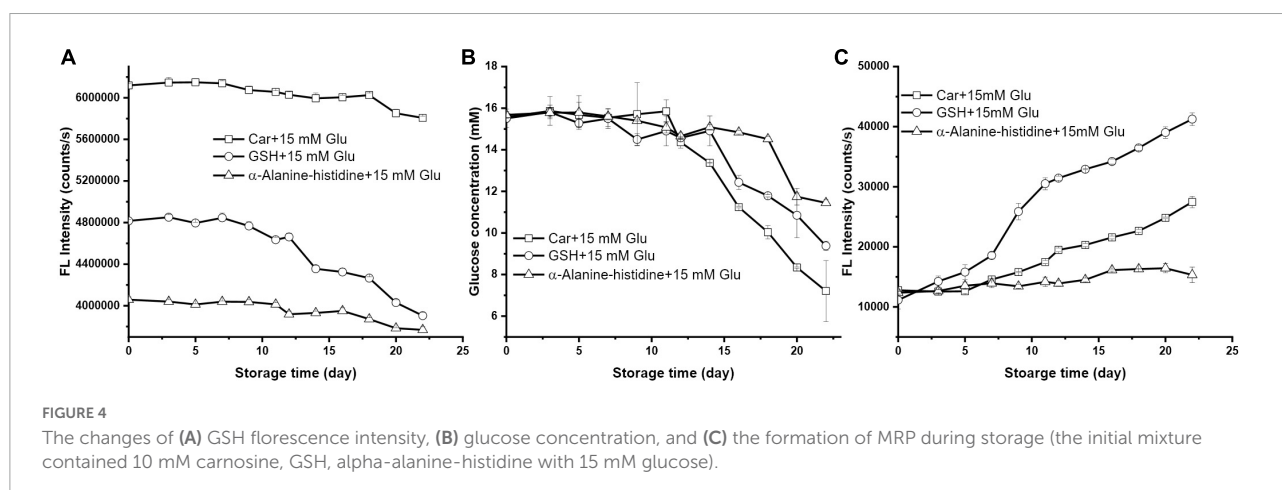 A
B
C
6000000
5600000
5200000
4800000
4400000
4000000
FL Intensity (counts/s)
Car+15 mM Glu
GSH+15 mM Glu
α-Alanine-histidine+15 mM Glu
0 5 10 15 20 25
Storage time (day)
18
16
14
12
10
8
6
4
Glucose concentration (mM)
Car+15 mM Glu
GSH+15 mM Glu
α-Alanine-histidine+15 mM Glu
0 5 10 15 20
Storage time (day)
40000
30000
20000
10000
FL Intensity (counts/s)
Car+15mM Glu
GSH+15mM Glu
α-Alanine-histidine+15mM Glu
0 5 10 15 20 25
Stoarge time (day)
FIGURE 4
The changes of (A) GSH florescence intensity, (B) glucose concentration, and (C) the formation of MRP during storage (the initial mixture
contained 10 mM carnosine, GSH, alpha-alanine-histidine with 15 mM glucose).